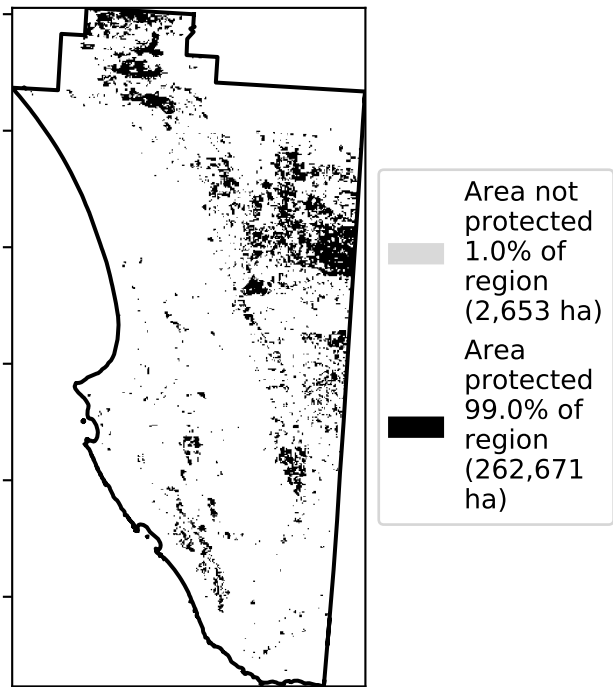 Area not
protected
1.0% of
region
(2,653 ha)
Area
protected
99.0% of
region
(262,671
ha)